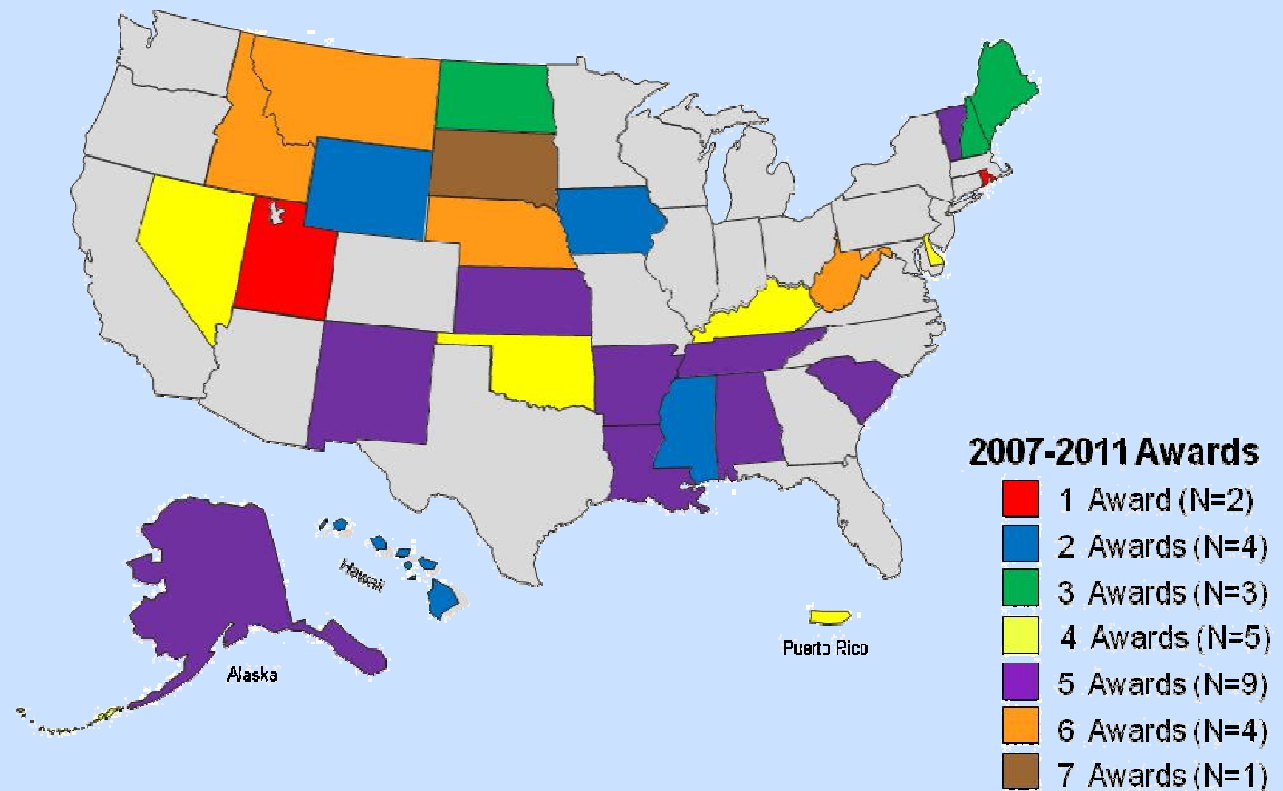 2007-2011 Awards
1 Award (N=2)
2 Awards (N=4)
3 Awards (N=3)
4 Awards (N=5)
5 Awards (N=9)
6 Awards (N=4)
7 Awards (N=1)
Hawaii
Alaska
Puerto Rico